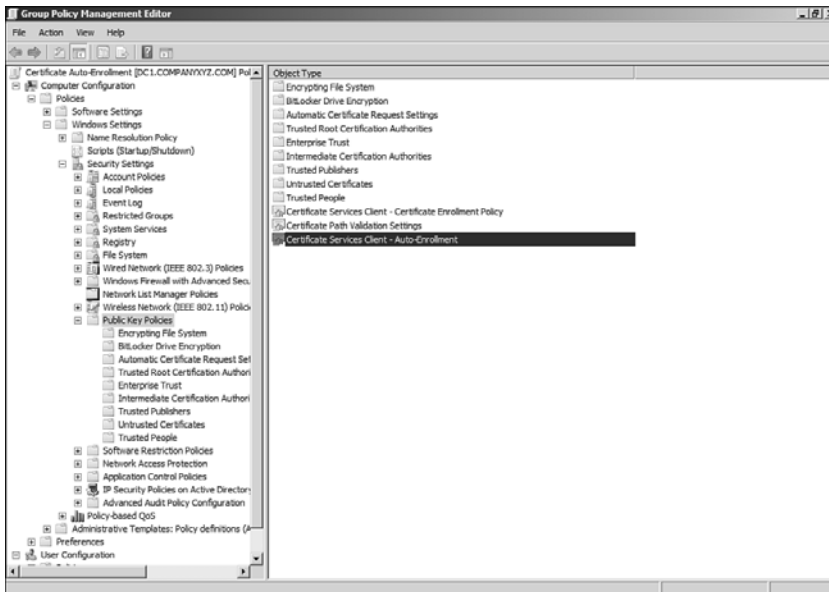 Group Policy Management Editor
File Action View Help
Certificate Auto-Enrollment [DC1.COMPANYXYZ.COM] Pol
Computer Configuration
Policies
Software Settings
Windows Settings
Name Resolution Policy
Scripts (Startup/Shutdown)
Security Settings
Account Policies
Local Policies
Event Log
Restricted Groups
System Services
Registry
File System
Wired Network (IEEE 802.3) Policies
Windows Firewall with Advanced Secu
Network List Manager Policies
Wireless Network (IEEE 802.11) Polici
Public Key Policies
Encrypting File System
BitLocker Drive Encryption
Automatic Certificate Request Set
Trusted Root Certification Authori
Enterprise Trust
Intermediate Certification Authori
Trusted Publishers
Untrusted Certificates
Trusted People
Software Restriction Policies
Network Access Protection
Application Control Policies
IP Security Policies on Active Directory
Advanced Audit Policy Configuration
Policy-based QoS
Administrative Templates: Policy definitions (A
Preferences
User Configuration
Object Type
Encrypting File System
BitLocker Drive Encryption
Automatic Certificate Request Settings
Trusted Root Certification Authorities
Enterprise Trust
Intermediate Certification Authorities
Trusted Publishers
Untrusted Certificates
Trusted People
Certificate Services Client - Certificate Enrollment Policy
Certificate Path Validation Settings
Certificate Services Client - Auto-Enrollment